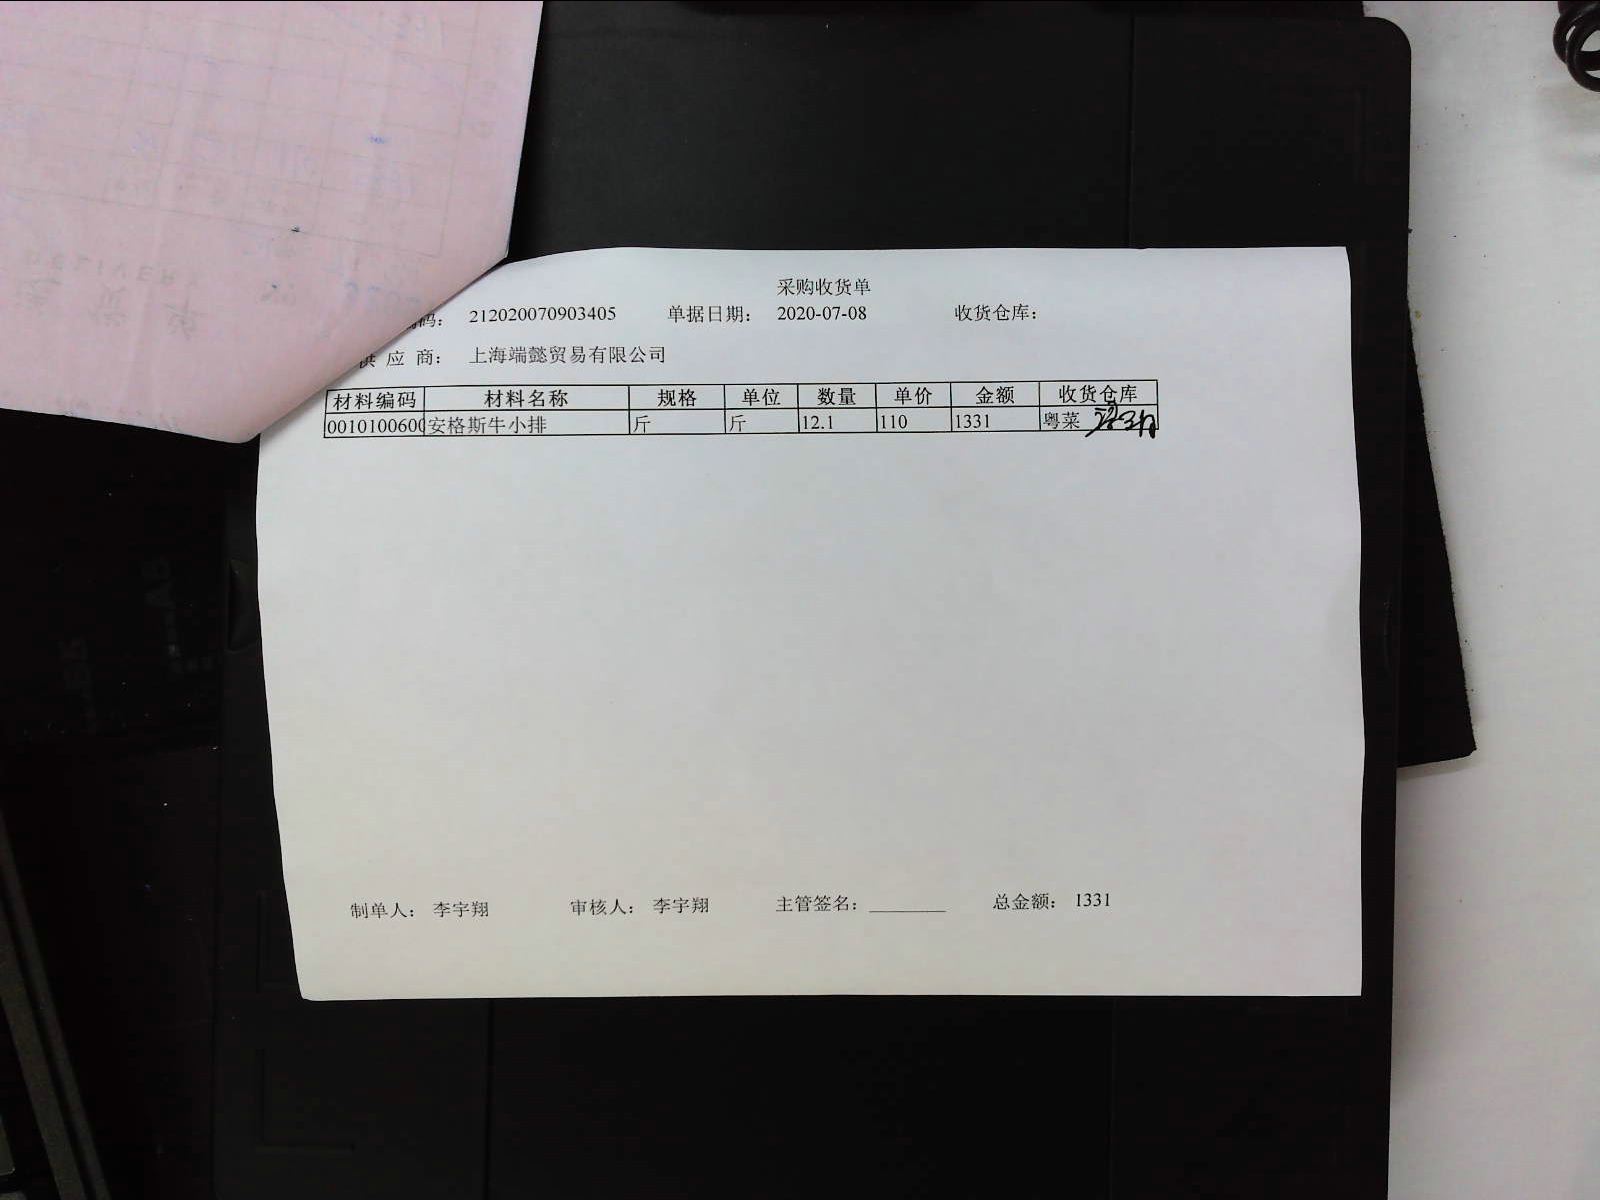 采购收货单
编码: 212020070903405 单据日期: 2020-07-08 收货仓库:
供应商: 上海端懿贸易有限公司
材料编码 材料名称 规格 单位 数量 单价 金额 收货仓库
0010100600 安格斯牛小排 斤 斤 12.1 110 1331 粤菜
制单人: 李宇翔 审核人: 李宇翔 主管签名: ________ 总金额: 1331